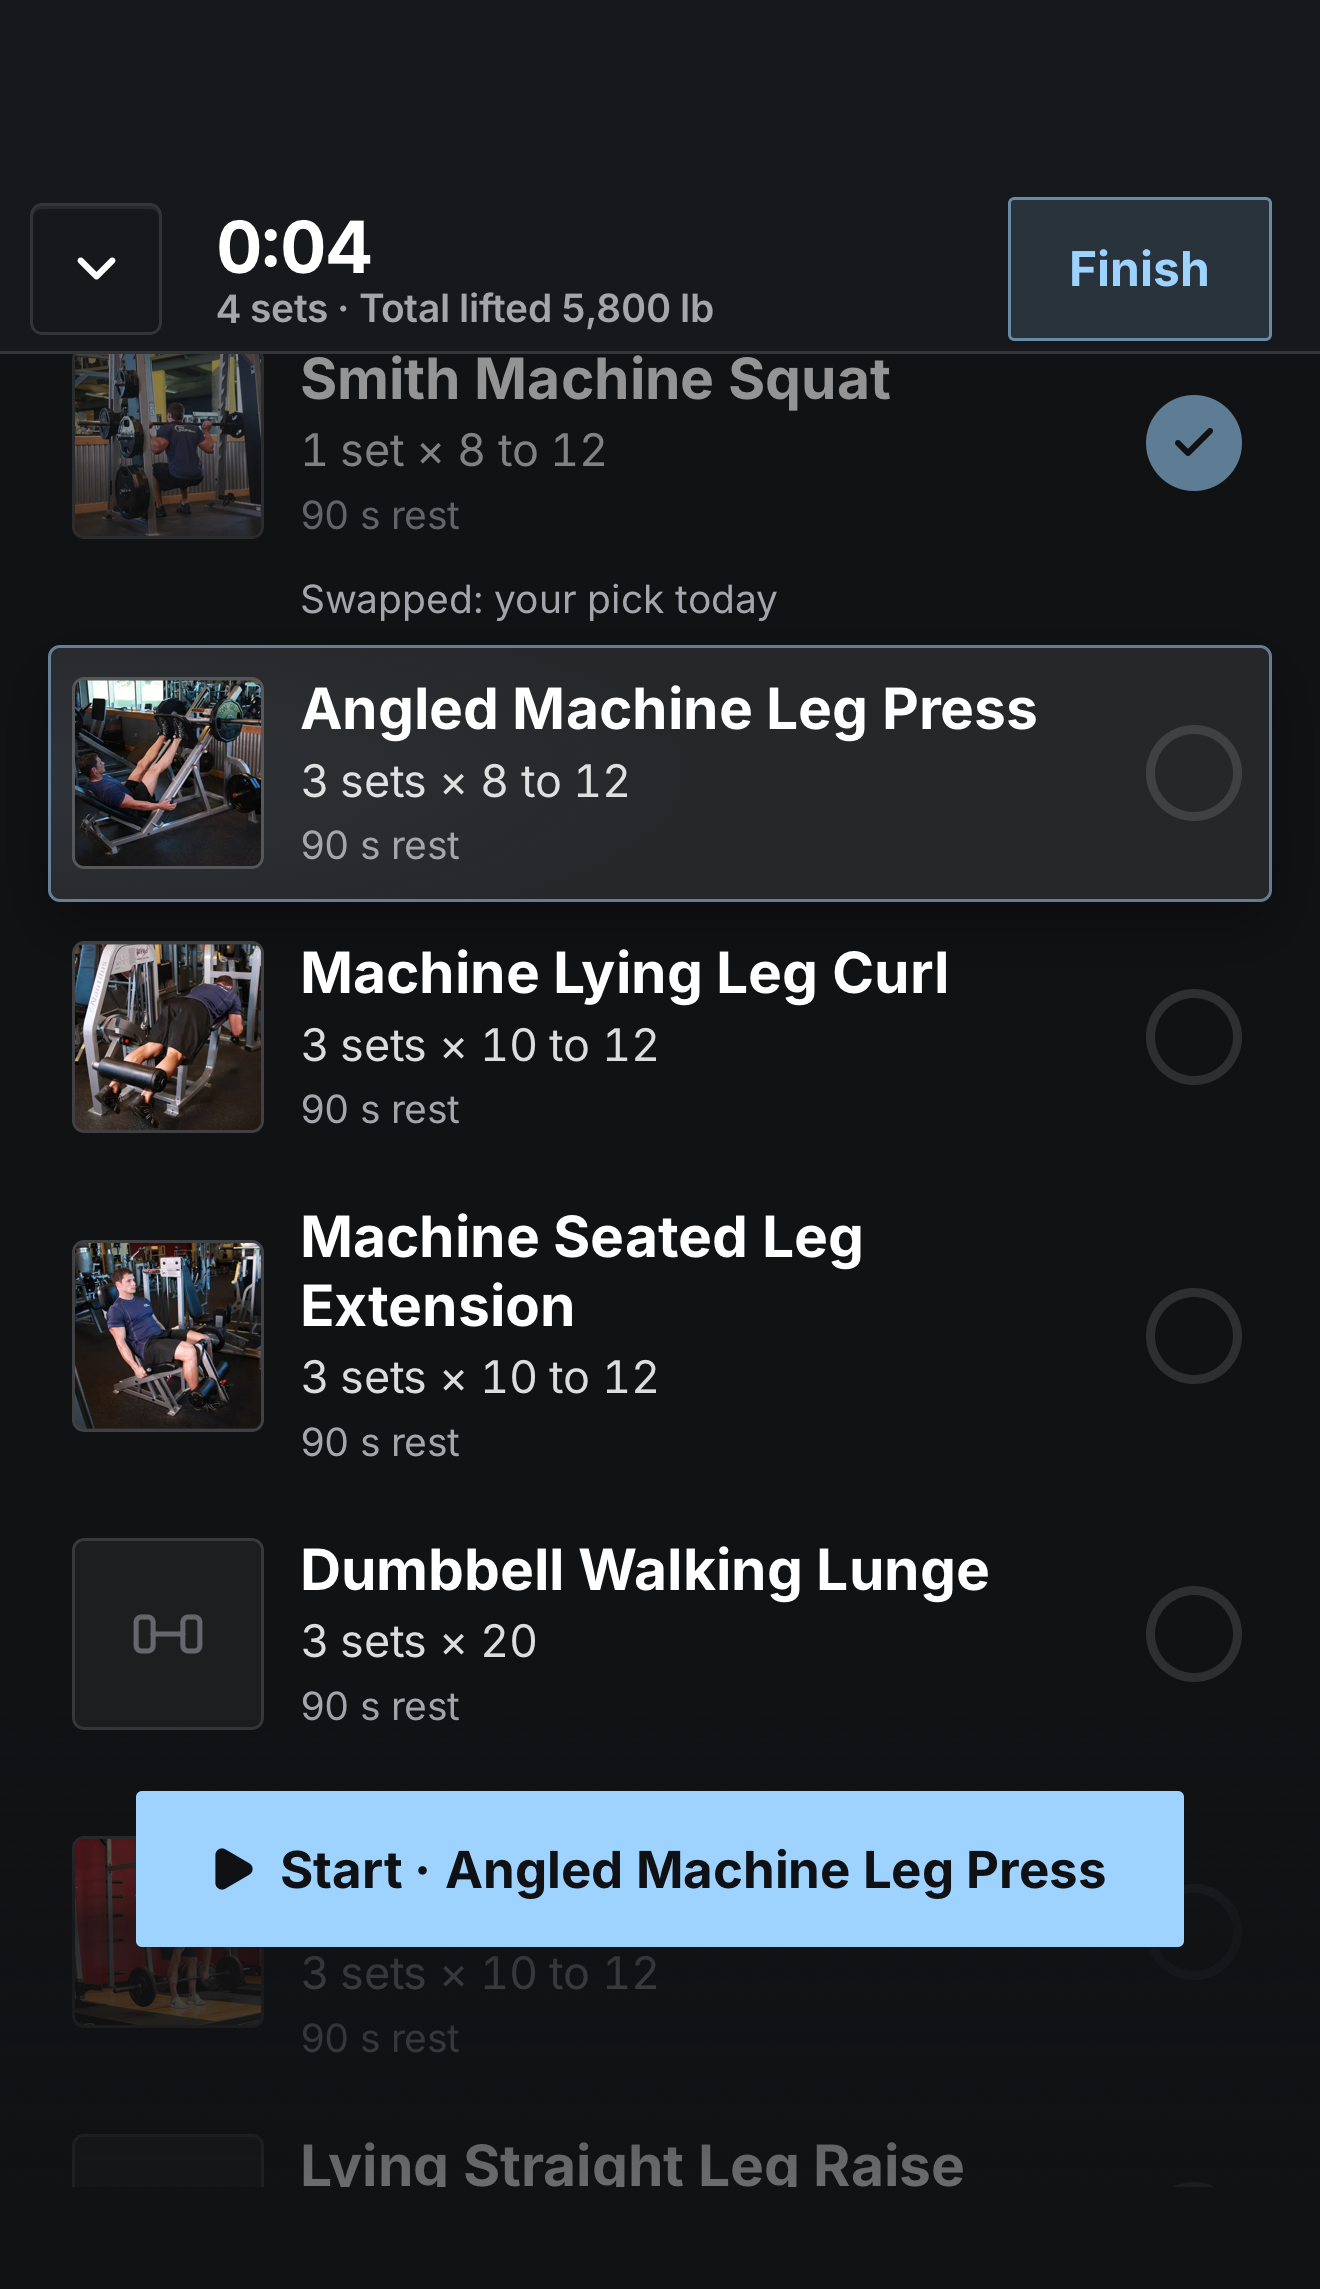 0:04
4 sets · Total lifted 5,800 lb
Finish
Smith Machine Squat
1 set × 8 to 12
90 s rest
Swapped: your pick today
Angled Machine Leg Press
3 sets × 8 to 12
90 s rest
Machine Lying Leg Curl
3 sets × 10 to 12
90 s rest
Machine Seated Leg
Extension
3 sets × 10 to 12
90 s rest
Dumbbell Walking Lunge
3 sets × 20
90 s rest
Start · Angled Machine Leg Press
3 sets × 10 to 12
90 s rest
Lying Straight Leg Raise